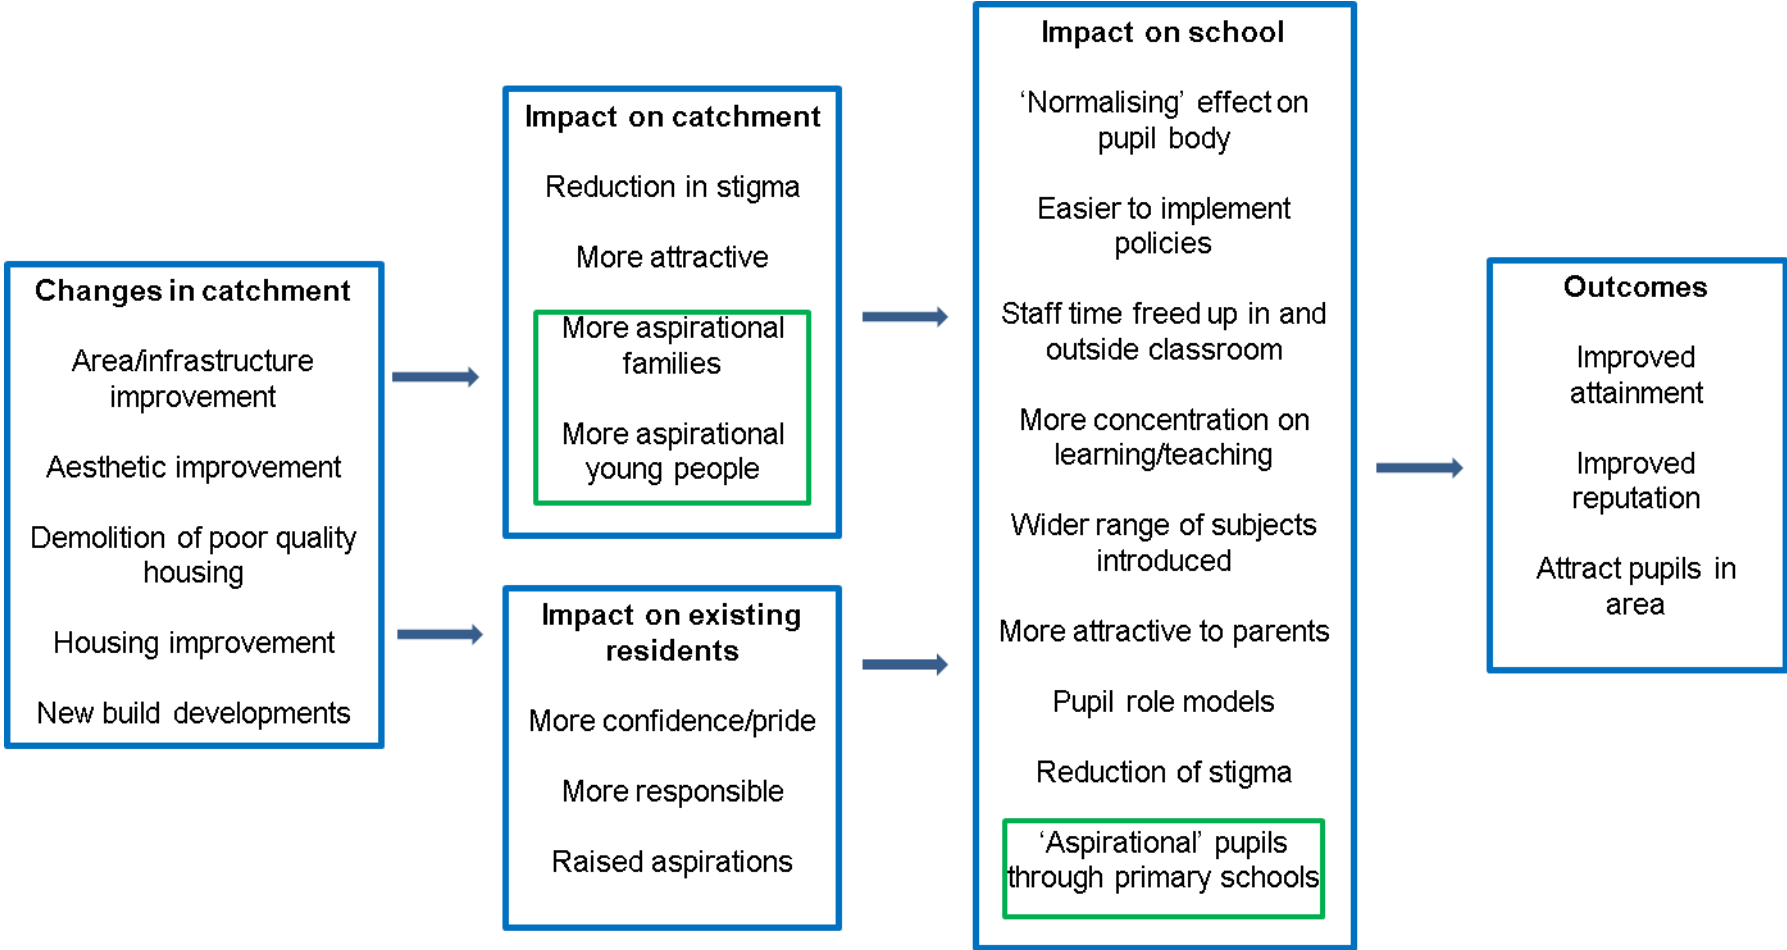 Changes in catchment
Area/infrastructure
improvement
Aesthetic improvement
Demolition of poor quality
housing
Housing improvement
New build developments
Impact on catchment
Reduction in stigma
More attractive
More aspirational
families
More aspirational
young people
Impact on existing
residents
More confidence/pride
More responsible
Raised aspirations
Impact on school
‘Normalising’ effect on
pupil body
Easier to implement
policies
Staff time freed up in and
outside classroom
More concentration on
learning/teaching
Wider range of subjects
introduced
More attractive to parents
Pupil role models
Reduction of stigma
‘Aspirational’ pupils
through primary schools
Outcomes
Improved
attainment
Improved
reputation
Attract pupils in
area